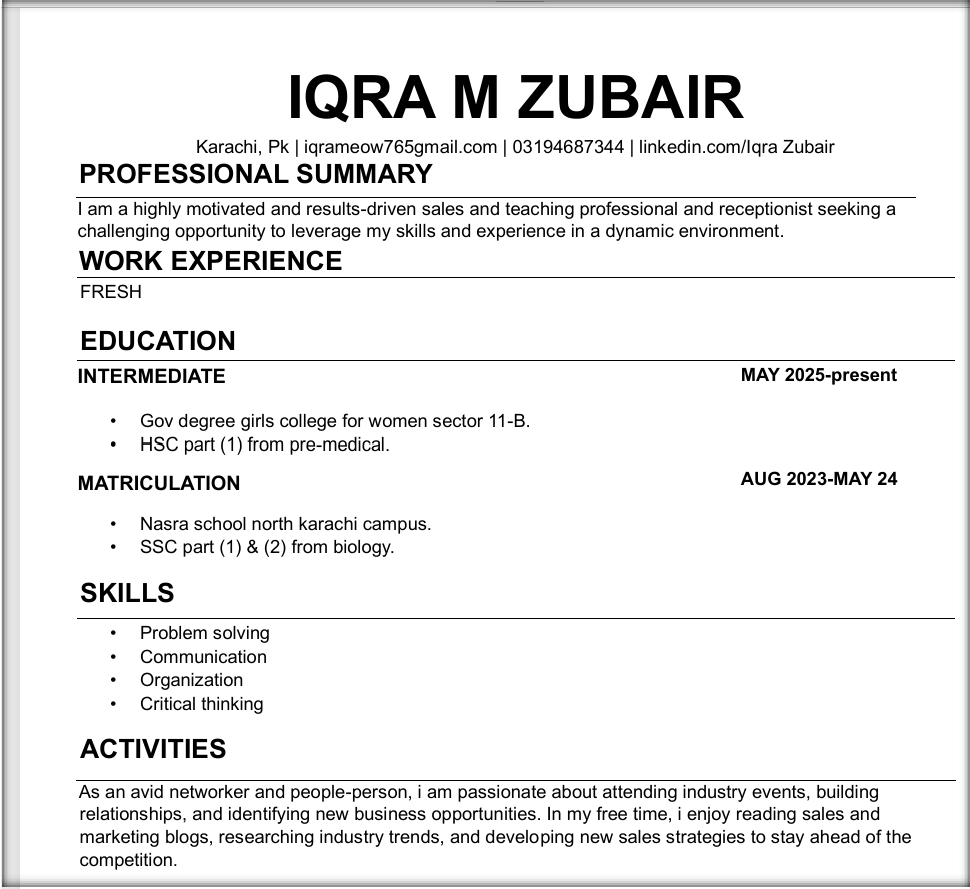 IQRA M ZUBAIR
Karachi, Pk | iqrameow765gmail.com | 03194687344 | linkedin.com/Iqra Zubair
PROFESSIONAL SUMMARY
I am a highly motivated and results-driven sales and teaching professional and receptionist seeking a
challenging opportunity to leverage my skills and experience in a dynamic environment.
WORK EXPERIENCE
FRESH
EDUCATION
INTERMEDIATE MAY 2025-present
• Gov degree girls college for women sector 11-B.
• HSC part (1) from pre-medical.
MATRICULATION AUG 2023-MAY 24
• Nasra school north karachi campus.
• SSC part (1) & (2) from biology.
SKILLS
• Problem solving
• Communication
• Organization
• Critical thinking
ACTIVITIES
As an avid networker and people-person, i am passionate about attending industry events, building
relationships, and identifying new business opportunities. In my free time, i enjoy reading sales and
marketing blogs, researching industry trends, and developing new sales strategies to stay ahead of the
competition.